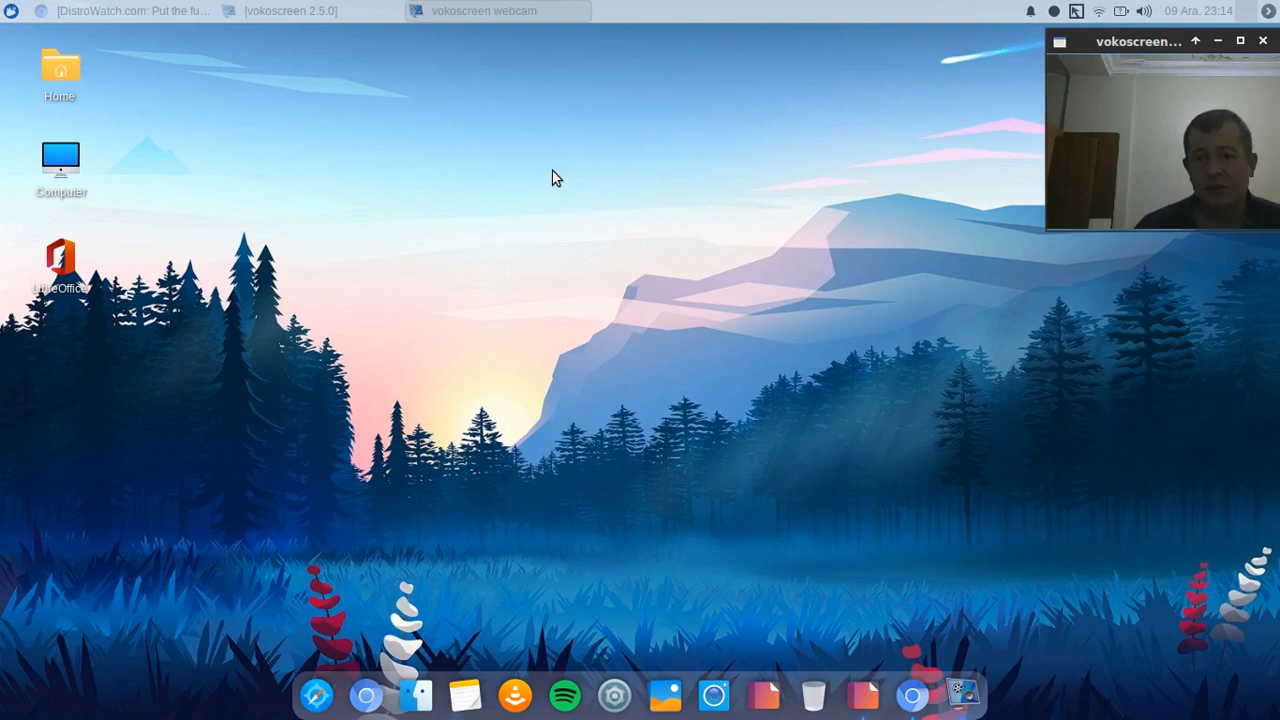 [DistroWatch.com: Put the fu...
[vokoscreen 2.5.0]
vokoscreen webcam
09 Ara. 23:14
vokoscreen...
Home
Computer
LibreOffice